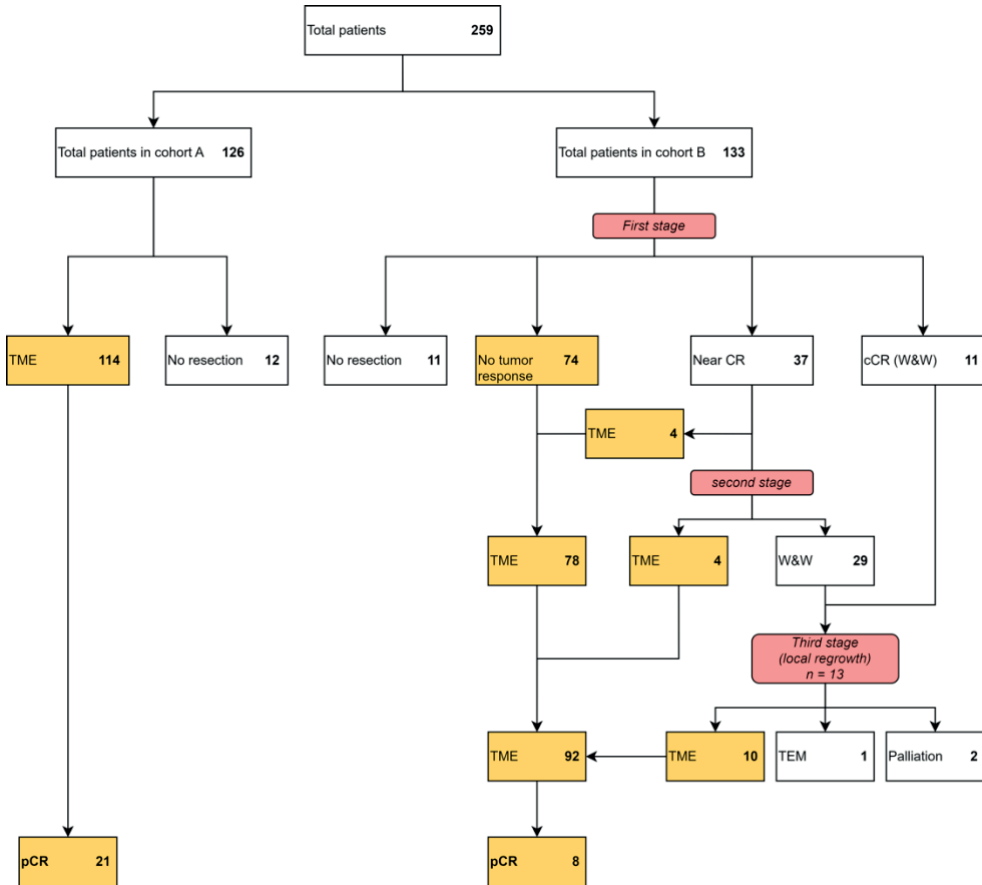 Total patients 259
Total patients in cohort A 126
Total patients in cohort B 133
First stage
TME 114
No resection 12
No resection 11
No tumor
response 74
Near CR 37
cCR (W&W) 11
TME 4
second stage
TME 78
TME 4
W&W 29
Third stage
(local regrowth)
n = 13
TME 92
TME 10
TEM 1
Palliation 2
pCR 21
pCR 8